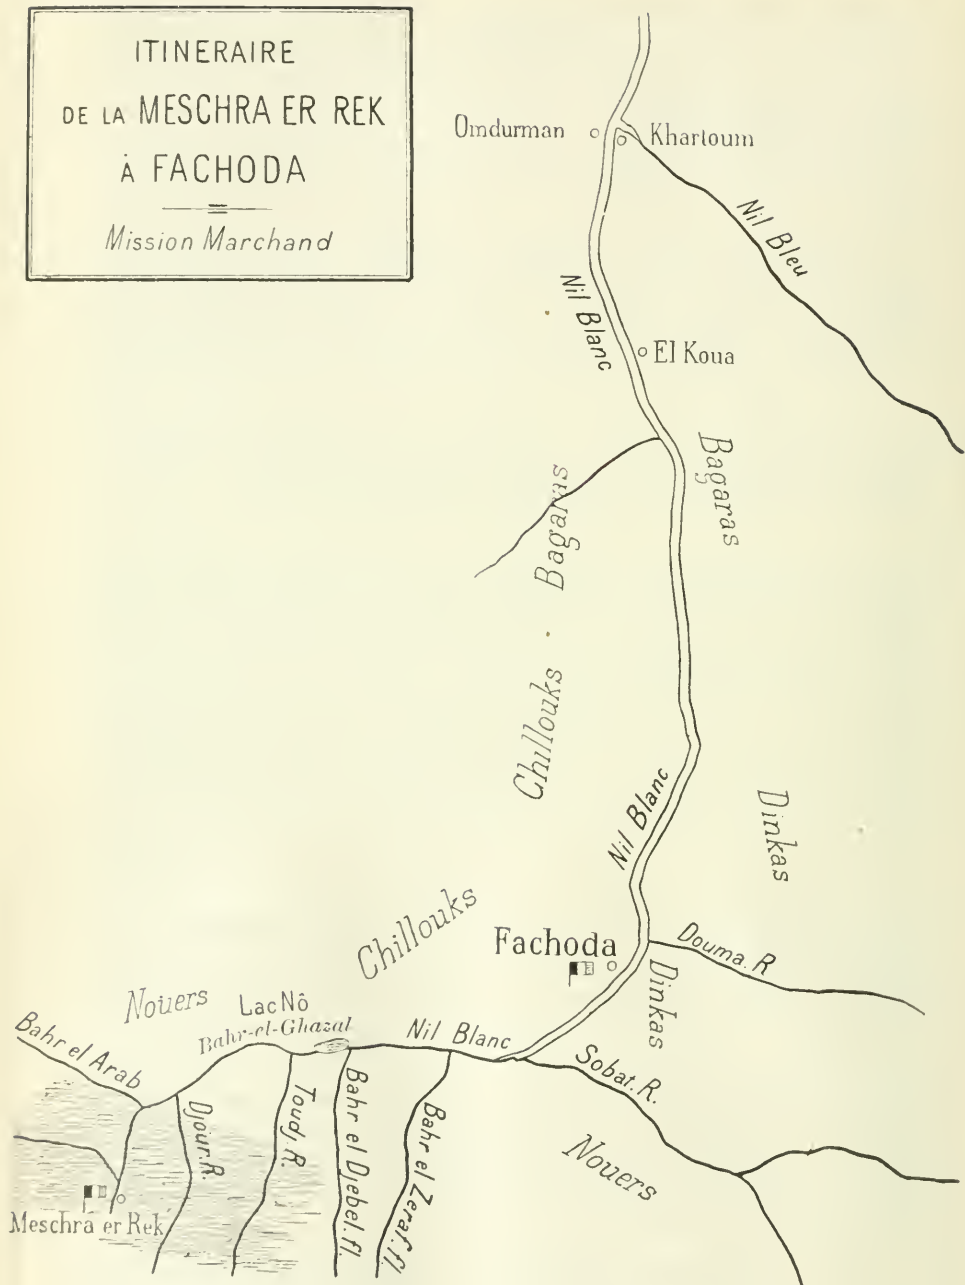 ITINERAIRE
DE LA MESCHRA ER REK
À FACHODA
Mission Marchand
Omdurman
Khartoum
Nil Bleu
Nil Blanc
El Koua
Bagaras
Bagaras
Chillouks
Nil Blanc
Dinkas
Chillouks
Fachoda
Douma. R
Dinkas
Nouers
Lac Nô
Bahr-el-Ghazal
Nil Blanc
Bahr el Arab
Sobat. R.
Djour. R.
Toudj. R.
Bahr el Djebel. fl.
Bahr el Zeraf. fl
Nouers
Meschra er Rek